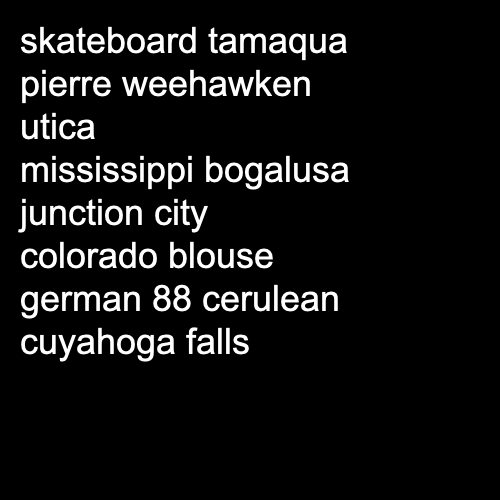 skateboard tamaqua
pierre weehawken
utica
mississippi bogalusa
junction city
colorado blouse
german 88 cerulean
cuyahoga falls